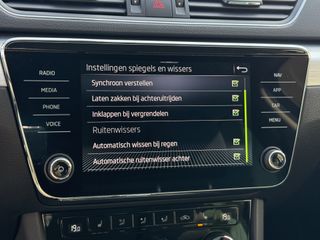 Instellingen spiegels en wissers
RADIO
NAV
Synchroon verstellen
MEDIA
APP
Laten zakken bij achteruitrijden
PHONE
CAR
Inklappen bij vergrendelen
VOICE
MENU
Ruitenwissers
Automatisch wissen bij regen
Automatische ruitenwisser achter